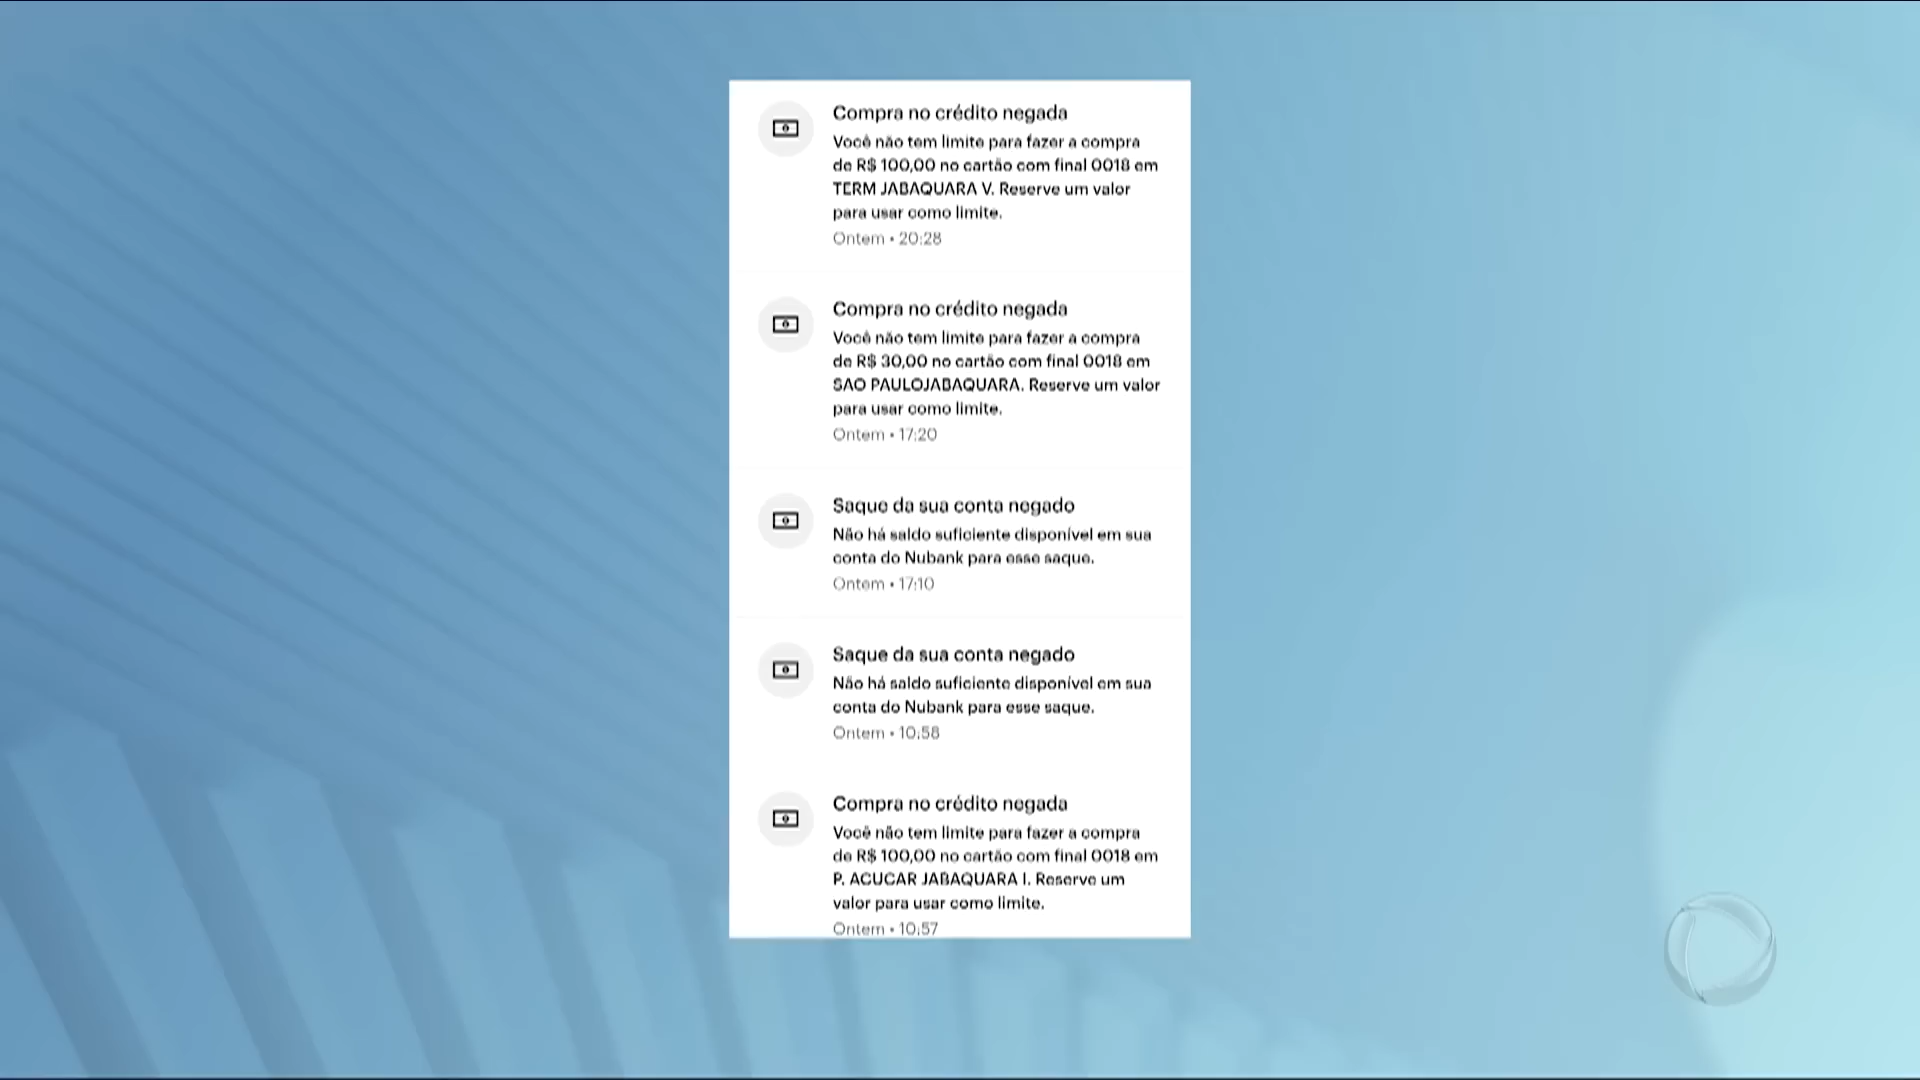 Compra no crédito negada
Você não tem limite para fazer a compra
de R$ 100,00 no cartão com final 0018 em
TERM JABAQUARA V. Reserve um valor
para usar como limite.
Ontem • 20:28
Compra no crédito negada
Você não tem limite para fazer a compra
de R$ 30,00 no cartão com final 0018 em
SAO PAULOJABAQUARA. Reserve um valor
para usar como limite.
Ontem • 17:20
Saque da sua conta negado
Não há saldo suficiente disponível em sua
conta do Nubank para esse saque.
Ontem • 17:10
Saque da sua conta negado
Não há saldo suficiente disponível em sua
conta do Nubank para esse saque.
Ontem • 10:58
Compra no crédito negada
Você não tem limite para fazer a compra
de R$ 100,00 no cartão com final 0018 em
P. ACUCAR JABAQUARA I. Reserve um
valor para usar como limite.
Ontem • 10:57